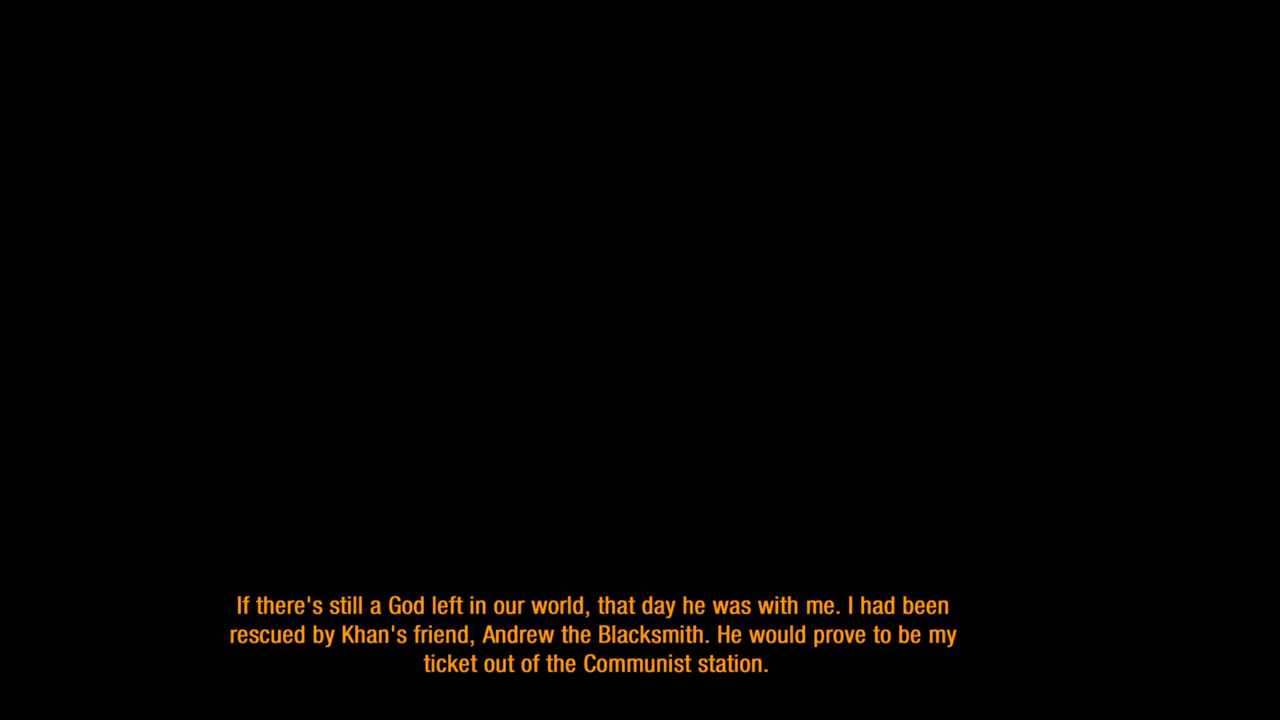 If there's still a God left in our world, that day he was with me. I had been
rescued by Khan's friend, Andrew the Blacksmith. He would prove to be my
ticket out of the Communist station.